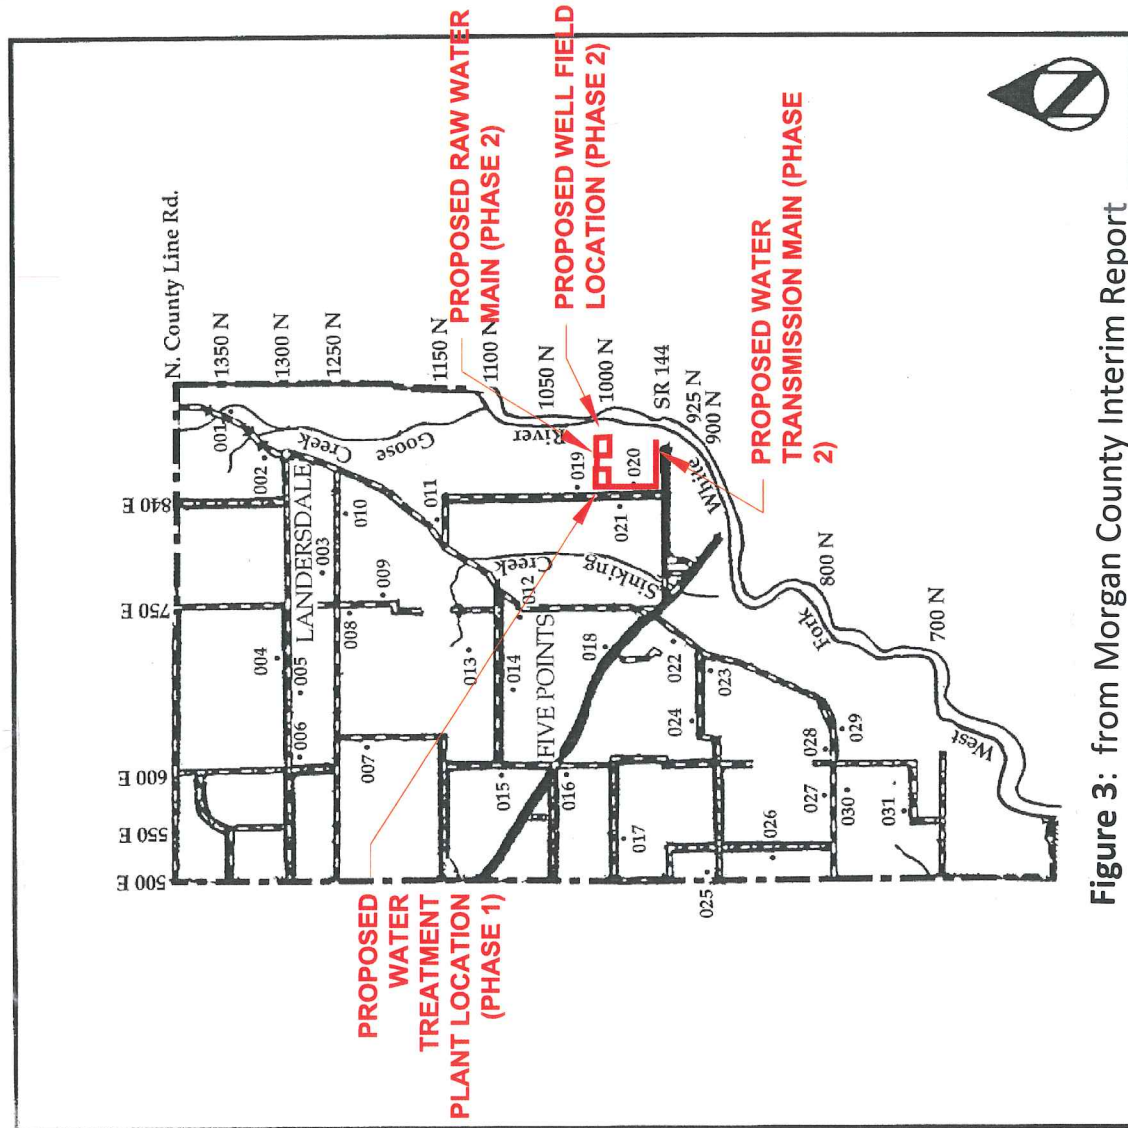 N. County Line Rd.
1350 N
1300 N
1250 N
1150 N
1100 N
1050 N
1000 N
SR 144
925 N
900 N
800 N
700 N
500 E
550 E
600 E
750 E
840 E
PROPOSED RAW WATER
MAIN (PHASE 2)
PROPOSED WELL FIELD
LOCATION (PHASE 2)
PROPOSED WATER
TRANSMISSION MAIN (PHASE
2)
PROPOSED
WATER
TREATMENT
PLANT LOCATION
(PHASE 1)
LANDERSDALE
FIVE POINTS
Goose
Creek
Sinking
Creek
West
Fork
White
River
001
002
003
004
005
006
007
008
009
010
011
012
013
014
015
016
017
018
019
020
021
022
023
024
025
026
027
028
029
030
031
N
Figure 3: from Morgan County Interim Report